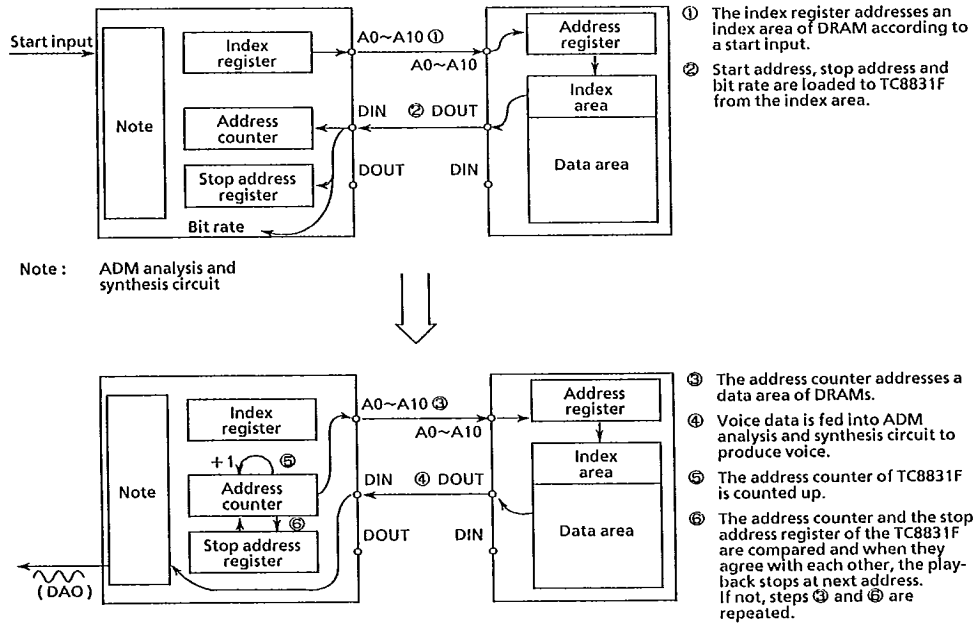 Start input
Note
Index
register
Address
counter
Stop address
register
Bit rate
A0~A10 ①
A0~A10
DIN ② DOUT
DOUT DIN
Address
register
Index
area
Data area
① The index register addresses an
index area of DRAM according to
a start input.
② Start address, stop address and
bit rate are loaded to TC8831F
from the index area.
Note : ADM analysis and
synthesis circuit
Note
Index
register
+1 ⑤
Address
counter
⑥
Stop address
register
(DAO)
A0~A10 ③
A0~A10
DIN ④ DOUT
DOUT DIN
Address
register
Index
area
Data area
③ The address counter addresses a
data area of DRAMs.
④ Voice data is fed into ADM
analysis and synthesis circuit to
produce voice.
⑤ The address counter of TC8831F
is counted up.
⑥ The address counter and the stop
address register of the TC8831F
are compared and when they
agree with each other, the play-
back stops at next address.
If not, steps ③ and ⑥ are
repeated.